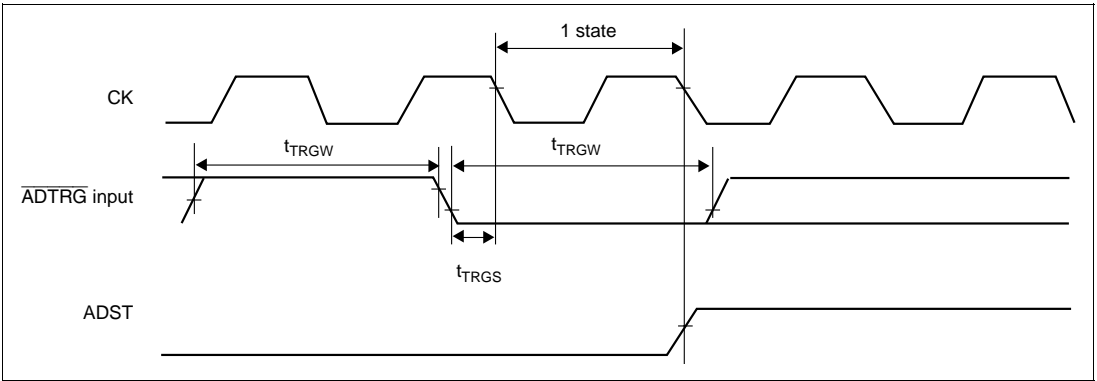 1 state
CK
tTRGW
tTRGW
ADTRG input
tTRGS
ADST